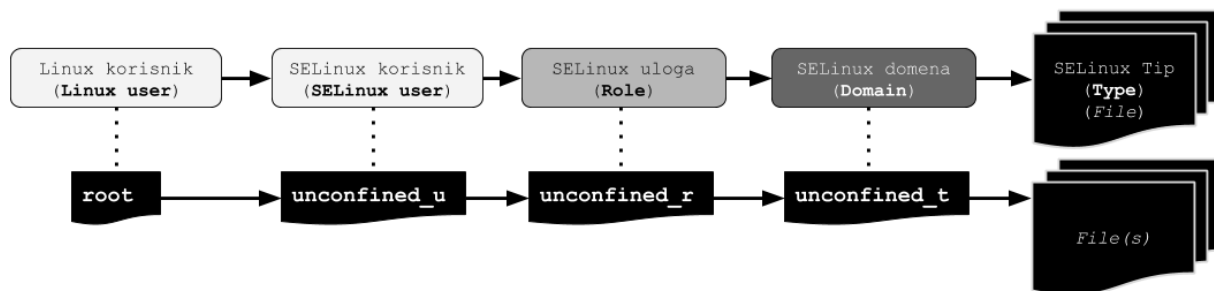 Linux korisnik
(Linux user)
SELinux korisnik
(SELinux user)
SELinux uloga
(Role)
SELinux domena
(Domain)
SELinux Tip
(Type)
(File)
root
unconfined_u
unconfined_r
unconfined_t
File(s)